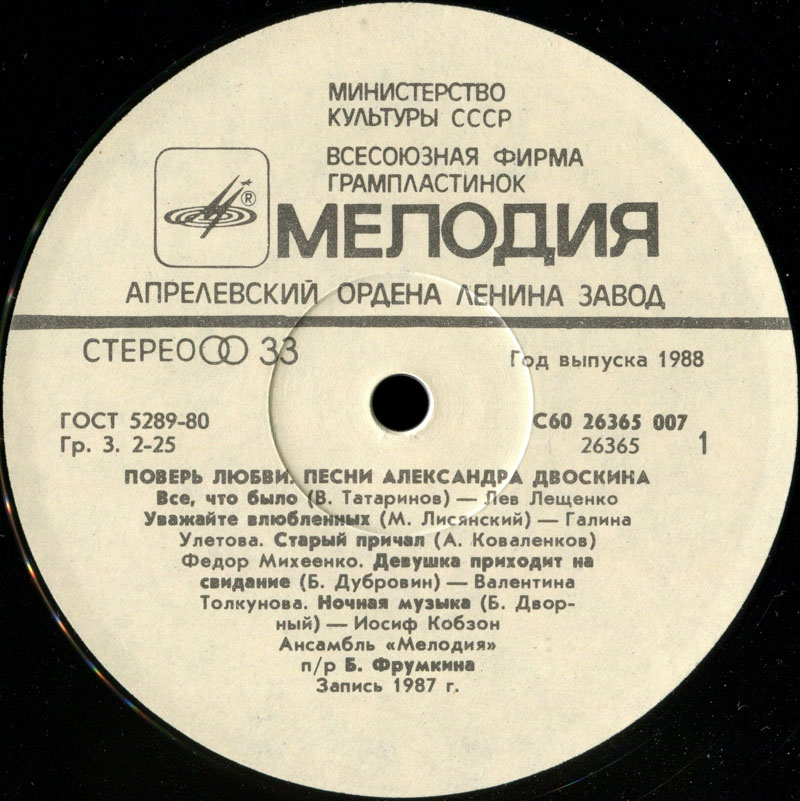 МИНИСТЕРСТВО
КУЛЬТУРЫ СССР
ВСЕСОЮЗНАЯ ФИРМА
ГРАМПЛАСТИНОК
®
МЕЛОДИЯ
АПРЕЛЕВСКИЙ ОРДЕНА ЛЕНИНА ЗАВОД
СТЕРЕО 33
Год выпуска 1988
ГОСТ 5289-80
Гр. 3. 2-25
С60 26365 007
26365 1
ПОВЕРЬ ЛЮБВИ. ПЕСНИ АЛЕКСАНДРА ДВОСКИНА
Все, что было (В. Татаринов) — Лев Лещенко
Уважайте влюбленных (М. Лисянский) — Галина
Улетова. Старый причал (А. Коваленков)
Федор Михеенко. Девушка приходит на
свидание (Б. Дубровин) — Валентина
Толкунова. Ночная музыка (Б. Двор-
ный) — Иосиф Кобзон
Ансамбль «Мелодия»
п/р Б. Фрумкина
Запись 1987 г.